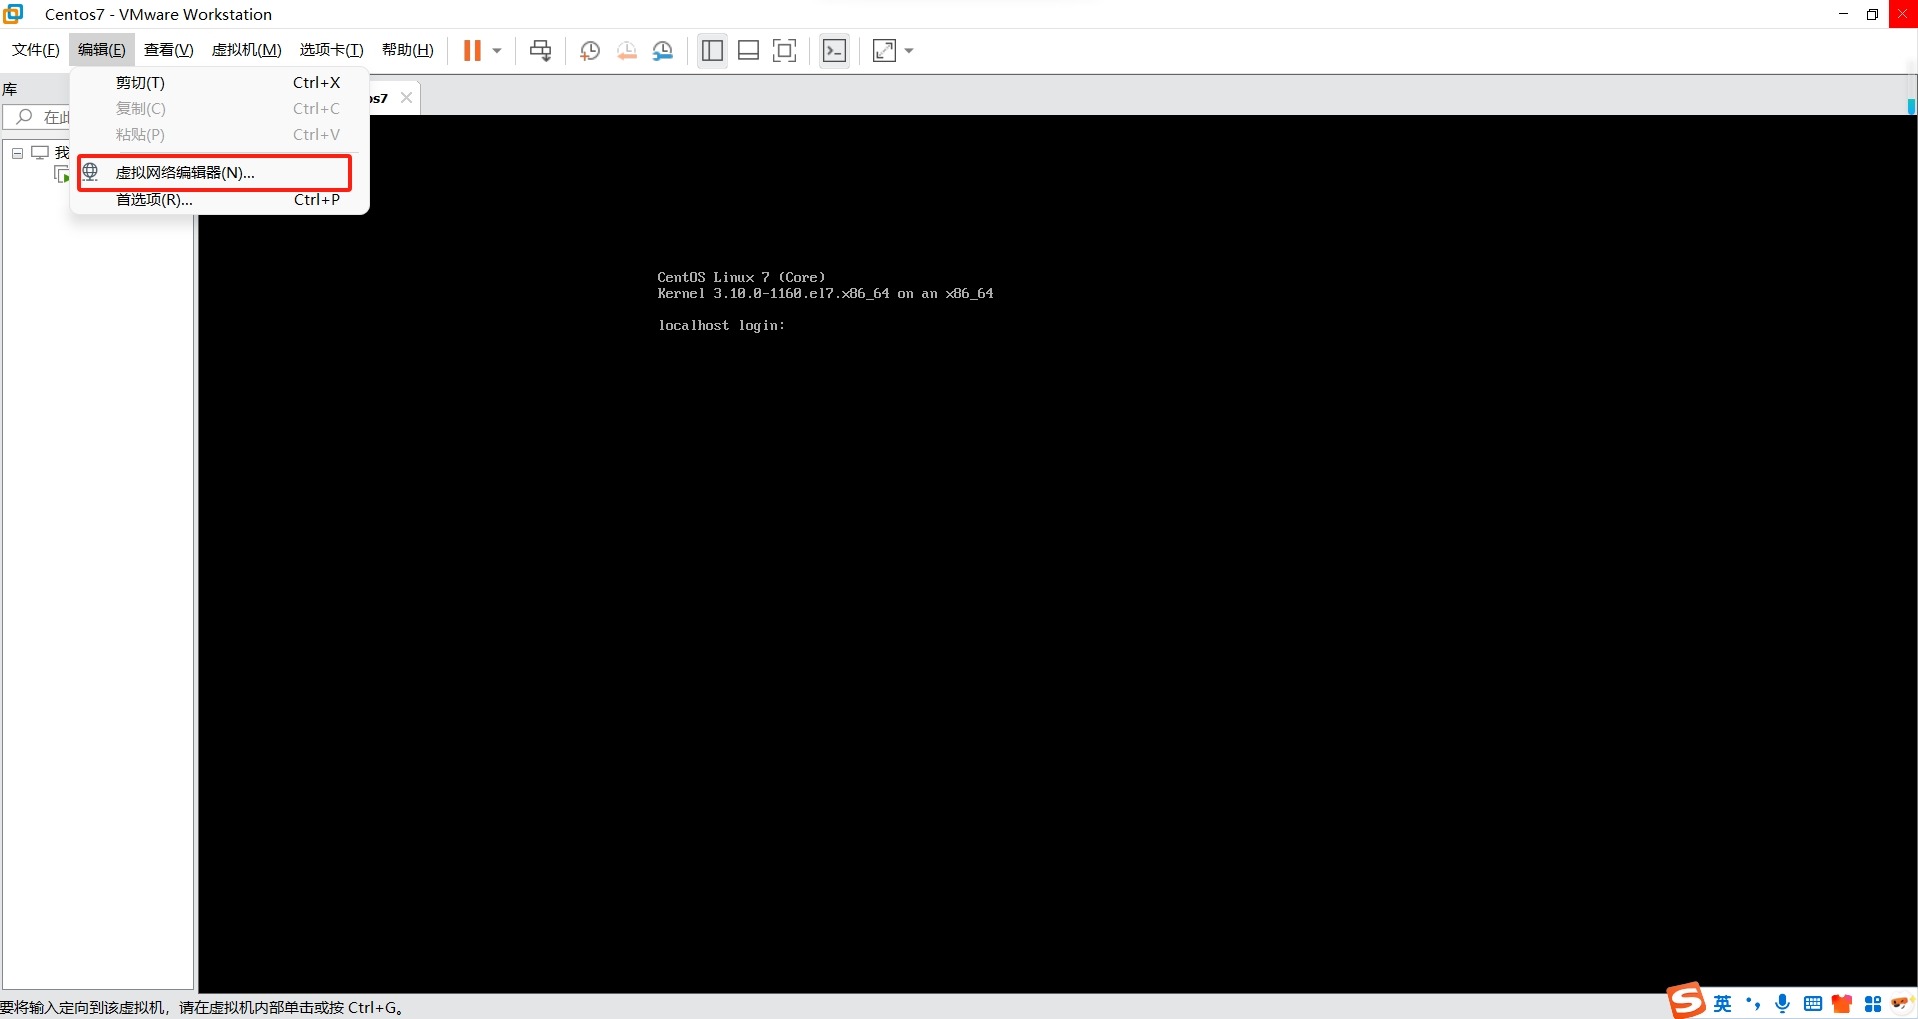 Centos7 - VMware Workstation
文件(F) 编辑(E) 查看(V) 虚拟机(M) 选项卡(T) 帮助(H)
库
剪切(T) Ctrl+X
os7
复制(C) Ctrl+C
在此
粘贴(P) Ctrl+V
我
虚拟网络编辑器(N)...
首选项(R)... Ctrl+P
CentOS Linux 7 (Core)
Kernel 3.10.0-1160.el7.x86_64 on an x86_64
localhost login:
要将输入定向到该虚拟机，请在虚拟机内部单击或按 Ctrl+G。
英